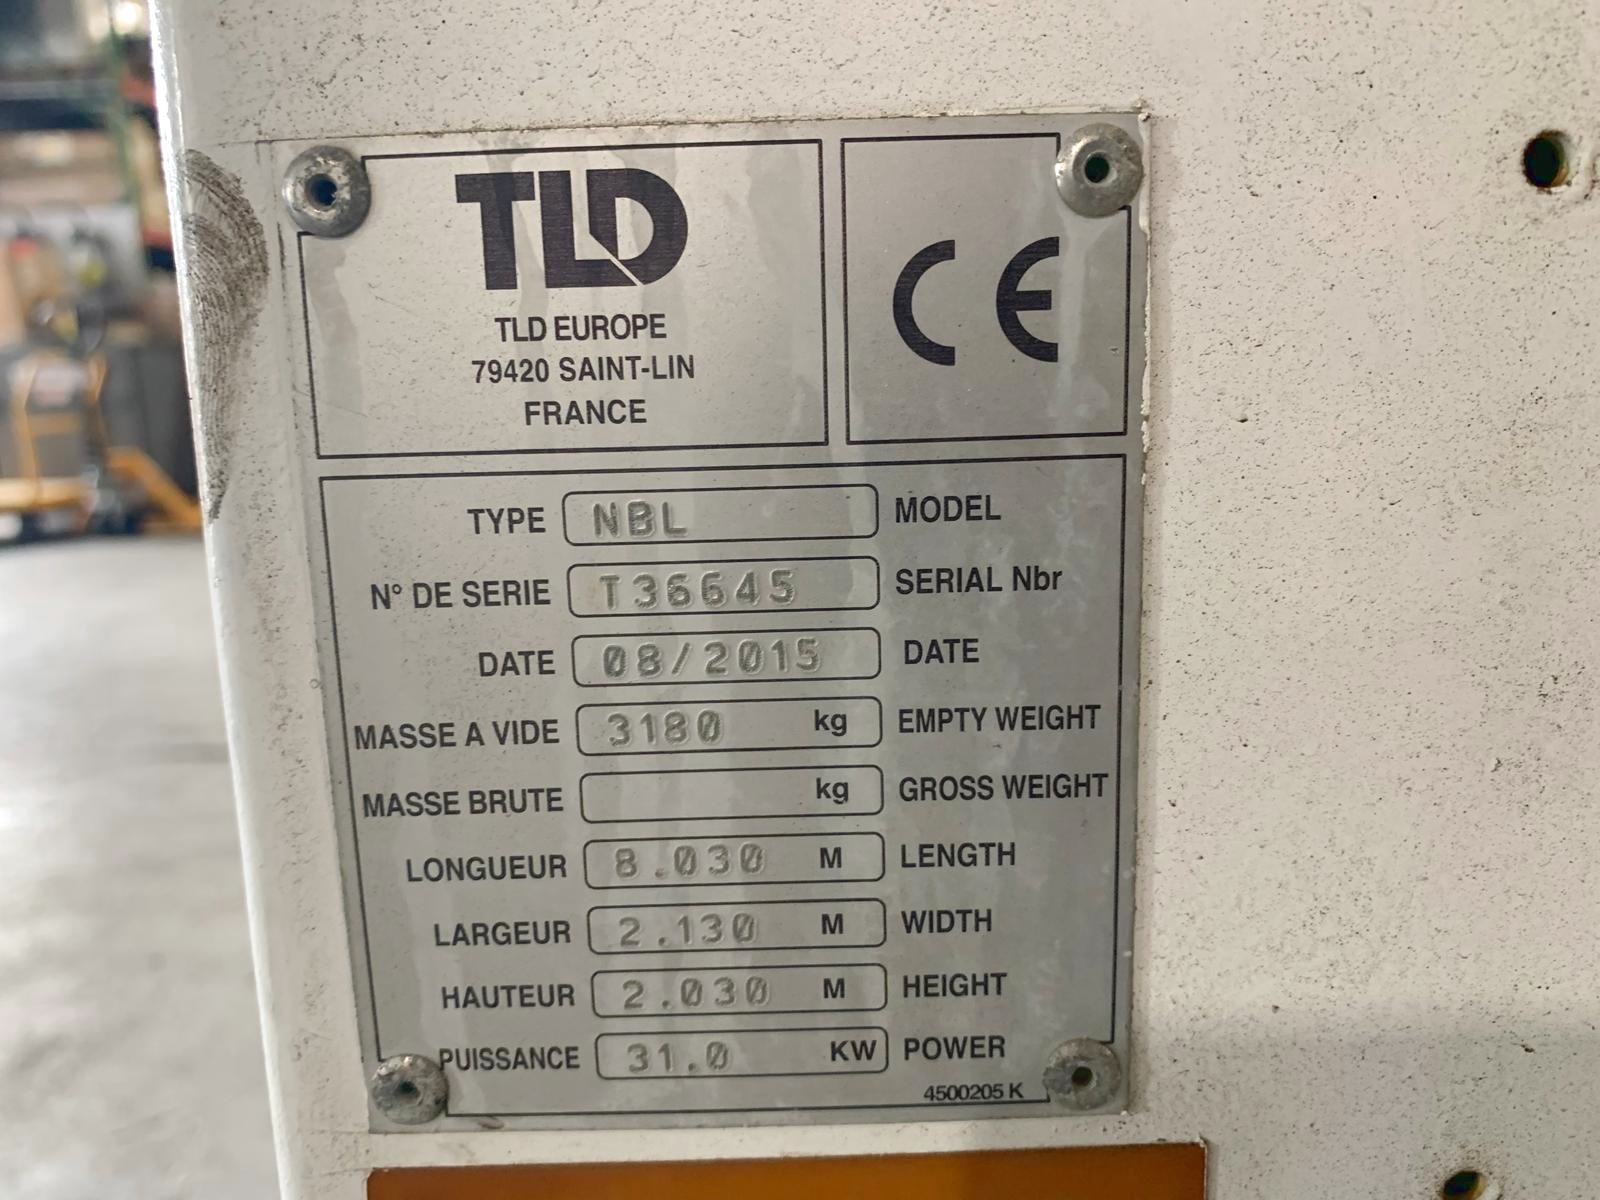 TLD
TLD EUROPE
79420 SAINT-LIN
FRANCE
CE
TYPE NBL MODEL
N° DE SERIE T36645 SERIAL Nbr
DATE 08/2015 DATE
MASSE A VIDE 3180 kg EMPTY WEIGHT
MASSE BRUTE kg GROSS WEIGHT
LONGUEUR 8.030 M LENGTH
LARGEUR 2.130 M WIDTH
HAUTEUR 2.030 M HEIGHT
PUISSANCE 31.0 KW POWER
4500205 K